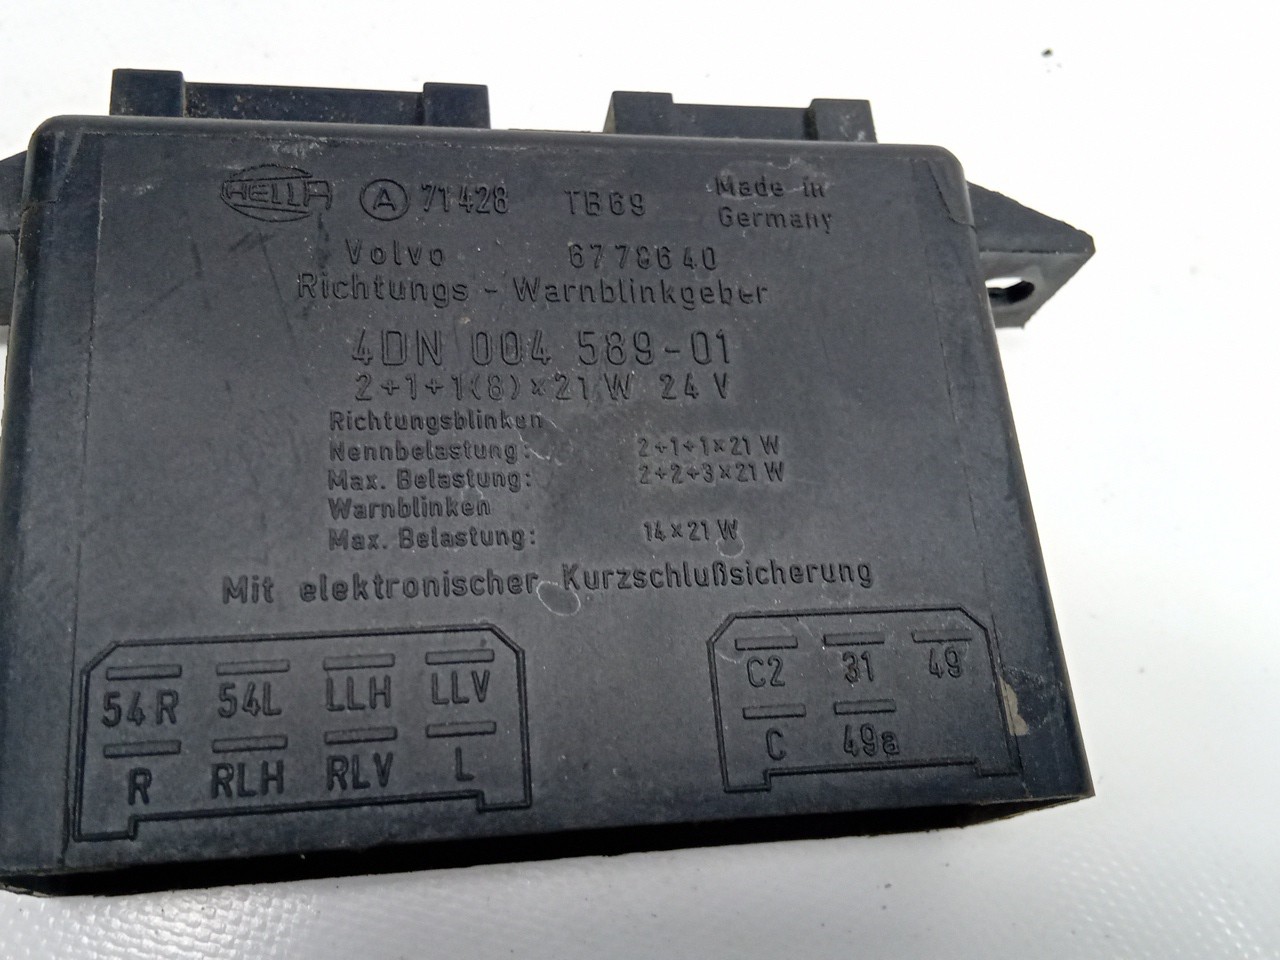 HELLA A 71428 TB69 Made in Germany
Volvo 6778640
Richtungs - Warnblinkgeber
4DN 004 589-01
2+1+1(8)×21W 24 V
Richtungsblinken
Nennbelastung: 2+1+1×21 W
Max. Belastung: 2+2+3×21 W
Warnblinken
Max. Belastung: 14×21 W
Mit elektronischer Kurzschlußsicherung
54R 54L LLH LLV
R RLH RLV L
C2 31 49
C 49a